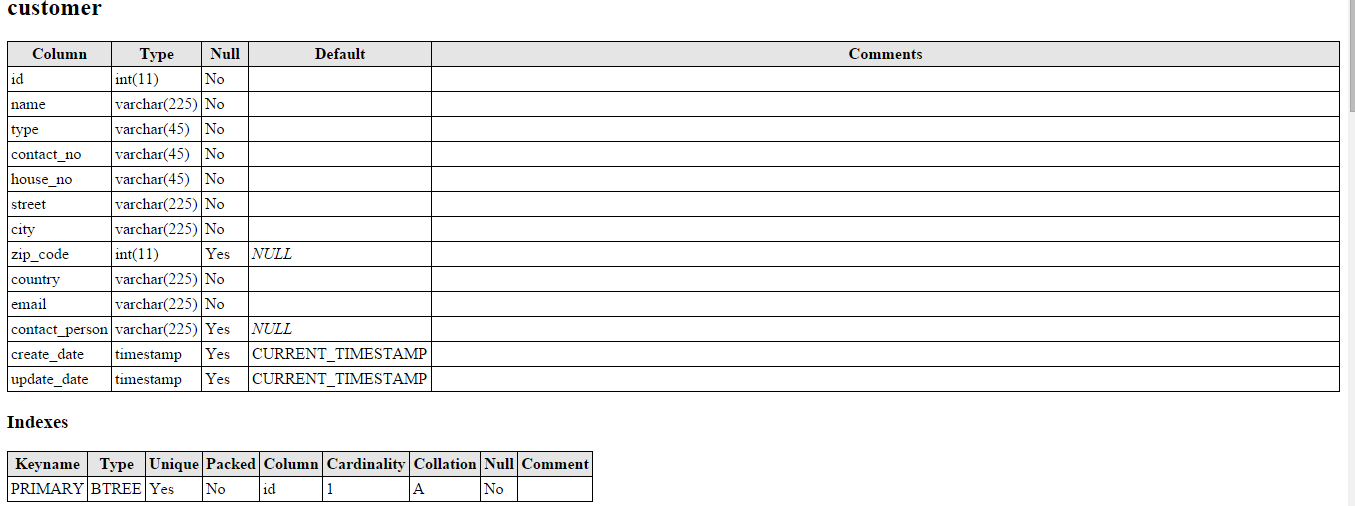 customer
Column Type Null Default Comments
id int(11) No
name varchar(225) No
type varchar(45) No
contact_no varchar(45) No
house_no varchar(45) No
street varchar(225) No
city varchar(225) No
zip_code int(11) Yes NULL
country varchar(225) No
email varchar(225) No
contact_person varchar(225) Yes NULL
create_date timestamp Yes CURRENT_TIMESTAMP
update_date timestamp Yes CURRENT_TIMESTAMP
Indexes
Keyname Type Unique Packed Column Cardinality Collation Null Comment
PRIMARY BTREE Yes No id 1 A No